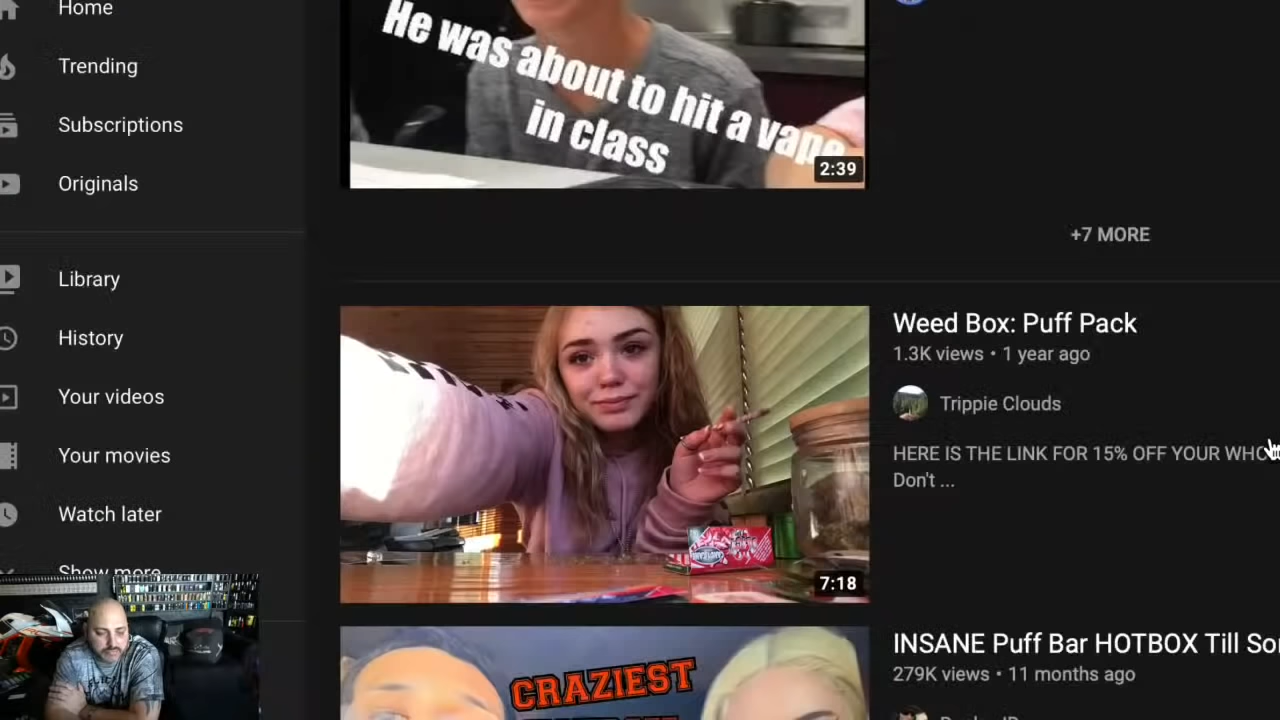 Home
Trending
Subscriptions
Originals
Library
History
Your videos
Your movies
Watch later
Show more
He was about to hit a vape
in class
2:39
+7 MORE
Weed Box: Puff Pack
1.3K views • 1 year ago
Trippie Clouds
HERE IS THE LINK FOR 15% OFF YOUR
Don't ...
7:18
CRAZIEST
INSANE Puff Bar HOTBOX Till
279K views • 11 months ago